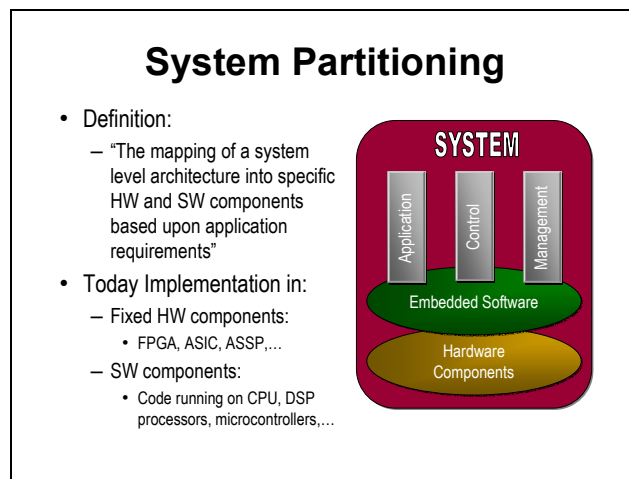 System Partitioning
• Definition:
– “The mapping of a system
level architecture into specific
HW and SW components
based upon application
requirements”
• Today Implementation in:
– Fixed HW components:
• FPGA, ASIC, ASSP,…
– SW components:
• Code running on CPU, DSP
processors, microcontrollers,…
SYSTEM
Application
Control
Management
Embedded Software
Hardware
Components